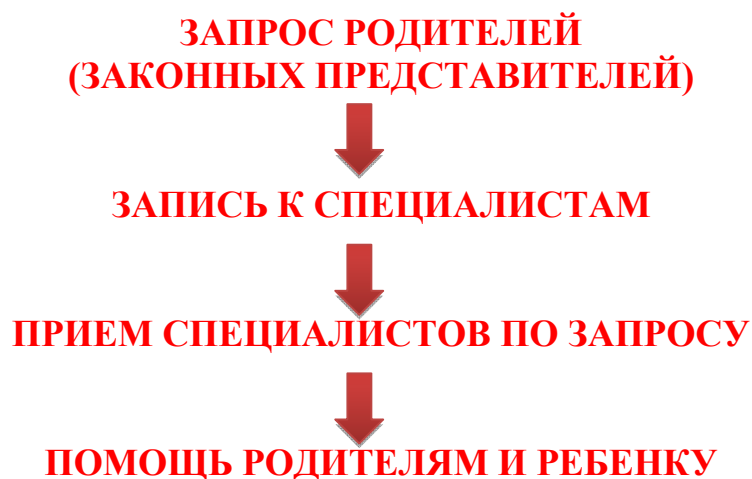 ЗАПРОС РОДИТЕЛЕЙ
(ЗАКОННЫХ ПРЕДСТАВИТЕЛЕЙ)
ЗАПИСЬ К СПЕЦИАЛИСТАМ
ПРИЕМ СПЕЦИАЛИСТОВ ПО ЗАПРОСУ
ПОМОЩЬ РОДИТЕЛЯМ И РЕБЕНКУ